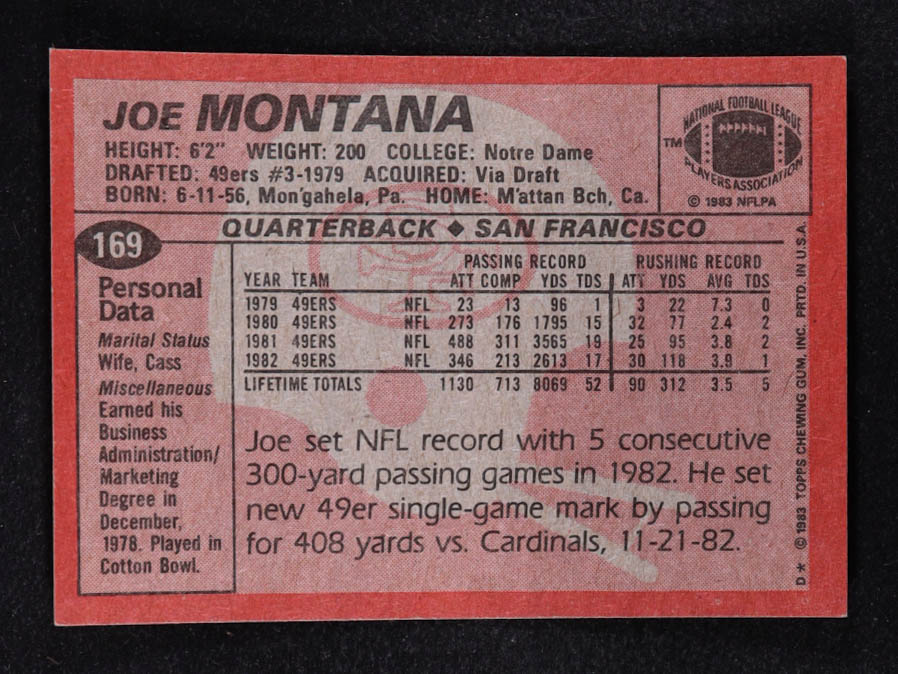 JOE MONTANA
HEIGHT: 6'2" WEIGHT: 200 COLLEGE: Notre Dame
DRAFTED: 49ers #3-1979 ACQUIRED: Via Draft
BORN: 6-11-56, Mon'gahela, Pa. HOME: M'attan Bch, Ca.
NATIONAL FOOTBALL LEAGUE
PLAYERS ASSOCIATION
TM
© 1983 NFLPA
169
QUARTERBACK ◆ SAN FRANCISCO
Personal
Data
Marital Status
Wife, Cass
Miscellaneous
Earned his
Business
Administration/
Marketing
Degree in
December,
1978. Played in
Cotton Bowl.
PASSING RECORD RUSHING RECORD
YEAR TEAM ATT COMP YDS TDS ATT YDS AVG TDS
1979 49ERS NFL 23 13 96 1 3 22 7.3 0
1980 49ERS NFL 273 176 1795 15 32 77 2.4 2
1981 49ERS NFL 488 311 3565 19 25 95 3.8 2
1982 49ERS NFL 346 213 2613 17 30 118 3.9 1
LIFETIME TOTALS 1130 713 8069 52 90 312 3.5 5
Joe set NFL record with 5 consecutive
300-yard passing games in 1982. He set
new 49er single-game mark by passing
for 408 yards vs. Cardinals, 11-21-82.
D* © 1983 TOPPS CHEWING GUM, INC. PRTD. IN U.S.A.